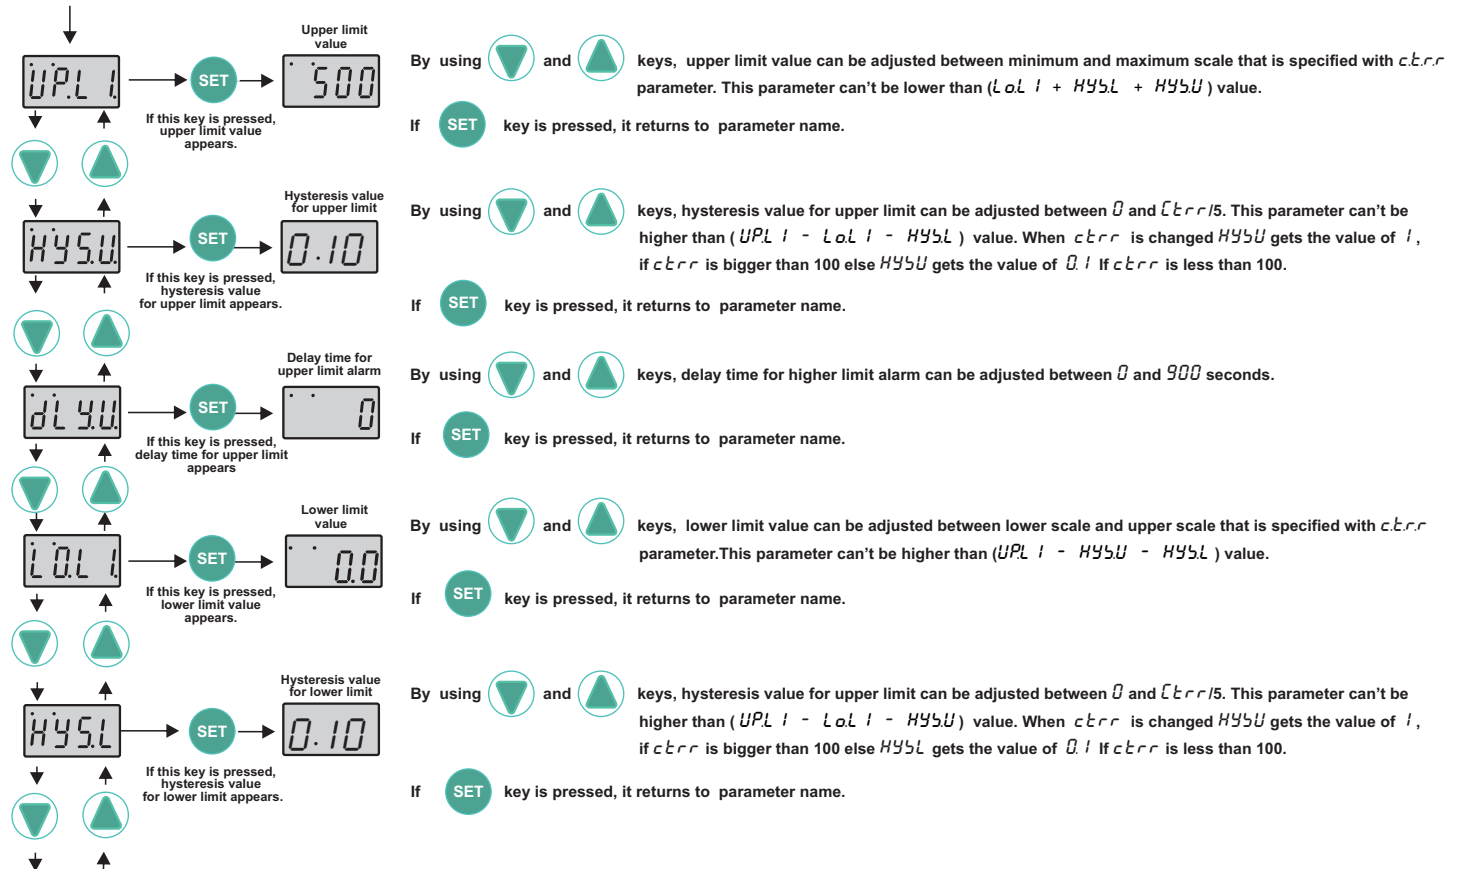 Upper limit
value
UP.L 1.
SET
500
By using and keys, upper limit value can be adjusted between minimum and maximum scale that is specified with c.t.r.r
parameter. This parameter can't be lower than (Lo.L 1 + HYS.L + HYS.U ) value.
If SET key is pressed, it returns to parameter name.
If this key is pressed,
upper limit value
appears.
Hysteresis value
for upper limit
HYS.U.
SET
0.10
By using and keys, hysteresis value for upper limit can be adjusted between 0 and Ctrr/5. This parameter can't be
higher than ( UP.L 1 - Lo.L 1 - HYS.L ) value. When ctrr is changed HYSU gets the value of 1 ,
if ctrr is bigger than 100 else HYSU gets the value of 0.1 If ctrr is less than 100.
If this key is pressed,
hysteresis value
for upper limit appears.
If SET key is pressed, it returns to parameter name.
Delay time for
upper limit alarm
dLY.U.
SET
0
By using and keys, delay time for higher limit alarm can be adjusted between 0 and 900 seconds.
If this key is pressed,
delay time for upper limit
appears
If SET key is pressed, it returns to parameter name.
Lower limit
value
LO.L 1.
SET
0.0
By using and keys, lower limit value can be adjusted between lower scale and upper scale that is specified with c.t.r.r
parameter.This parameter can't be higher than (UP.L 1 - HYS.U - HYS.L ) value.
If this key is pressed,
lower limit value
appears.
If SET key is pressed, it returns to parameter name.
Hysteresis value
for lower limit
HYS.L
SET
0.10
By using and keys, hysteresis value for upper limit can be adjusted between 0 and Ctrr/5. This parameter can't be
higher than ( UP.L 1 - Lo.L 1 - HYS.U ) value. When ctrr is changed HYSU gets the value of 1 ,
if ctrr is bigger than 100 else HYSL gets the value of 0.1 If ctrr is less than 100.
If this key is pressed,
hysteresis value
for lower limit appears.
If SET key is pressed, it returns to parameter name.